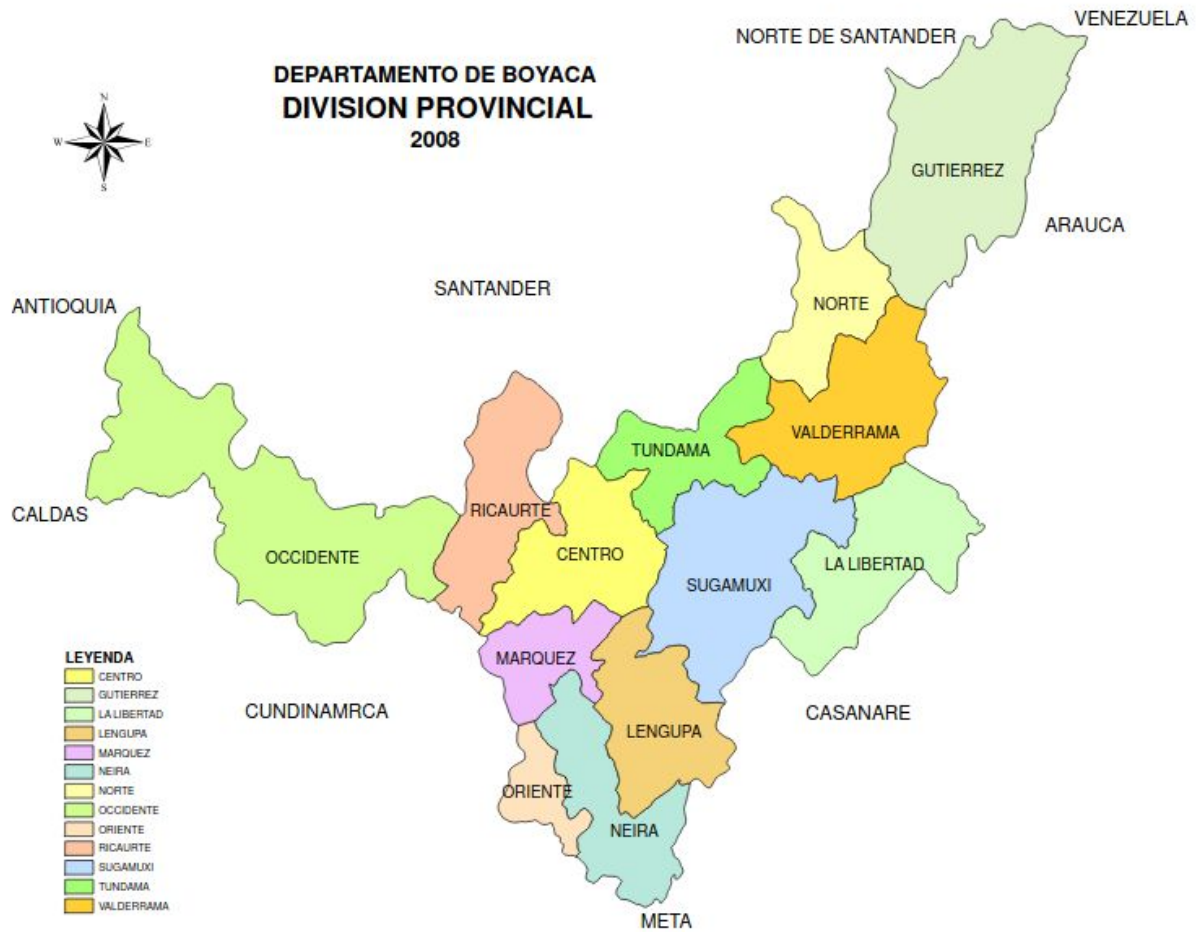 VENEZUELA
NORTE DE SANTANDER
DEPARTAMENTO DE BOYACA
DIVISION PROVINCIAL
2008
N
W
E
S
GUTIERREZ
ARAUCA
SANTANDER
ANTIOQUIA
NORTE
VALDERRAMA
TUNDAMA
CALDAS
RICAURTE
OCCIDENTE
CENTRO
LA LIBERTAD
SUGAMUXI
MARQUEZ
CUNDINAMRCA
CASANARE
LENGUPA
ORIENTE
NEIRA
META
LEYENDA
CENTRO
GUTIERREZ
LA LIBERTAD
LENGUPA
MARQUEZ
NEIRA
NORTE
OCCIDENTE
ORIENTE
RICAURTE
SUGAMUXI
TUNDAMA
VALDERRAMA